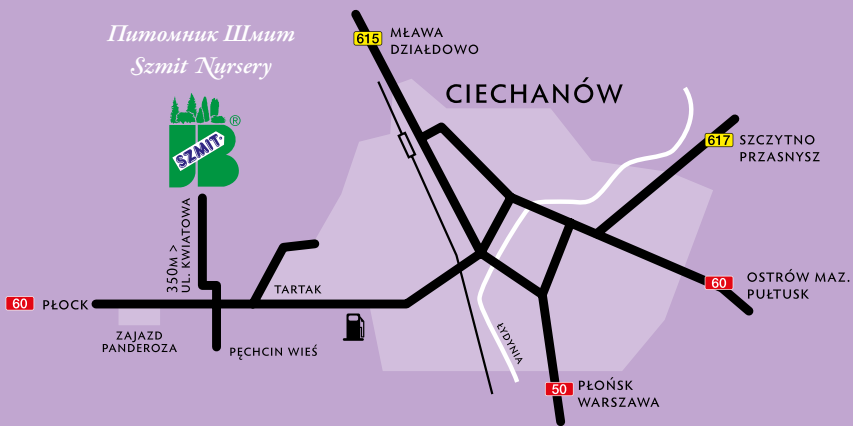 Питомник Шмит
Szmit Nursery
SZMIT
®
350м >
UL. KWIATOWA
60 PŁOCK
ZAJAZD
PANDEROZA
PĘCHCIN WIEŚ
TARTAK
615 MŁAWA
DZIAŁDOWO
CIECHANÓW
617 SZCZYTNO
PRZASNYSZ
60 OSTRÓW MAZ.
PUŁTUSK
ŁYDYNIA
50 PŁOŃSK
WARSZAWA